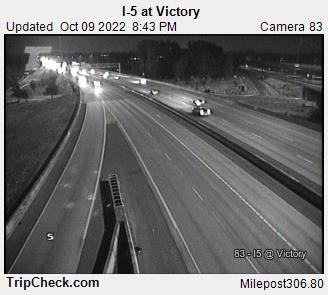 I-5 at Victory
Updated Oct 09 2022 8:43 PM Camera 83
5
83 - I5 @ Victory
TripCheck.com Milepost306.80